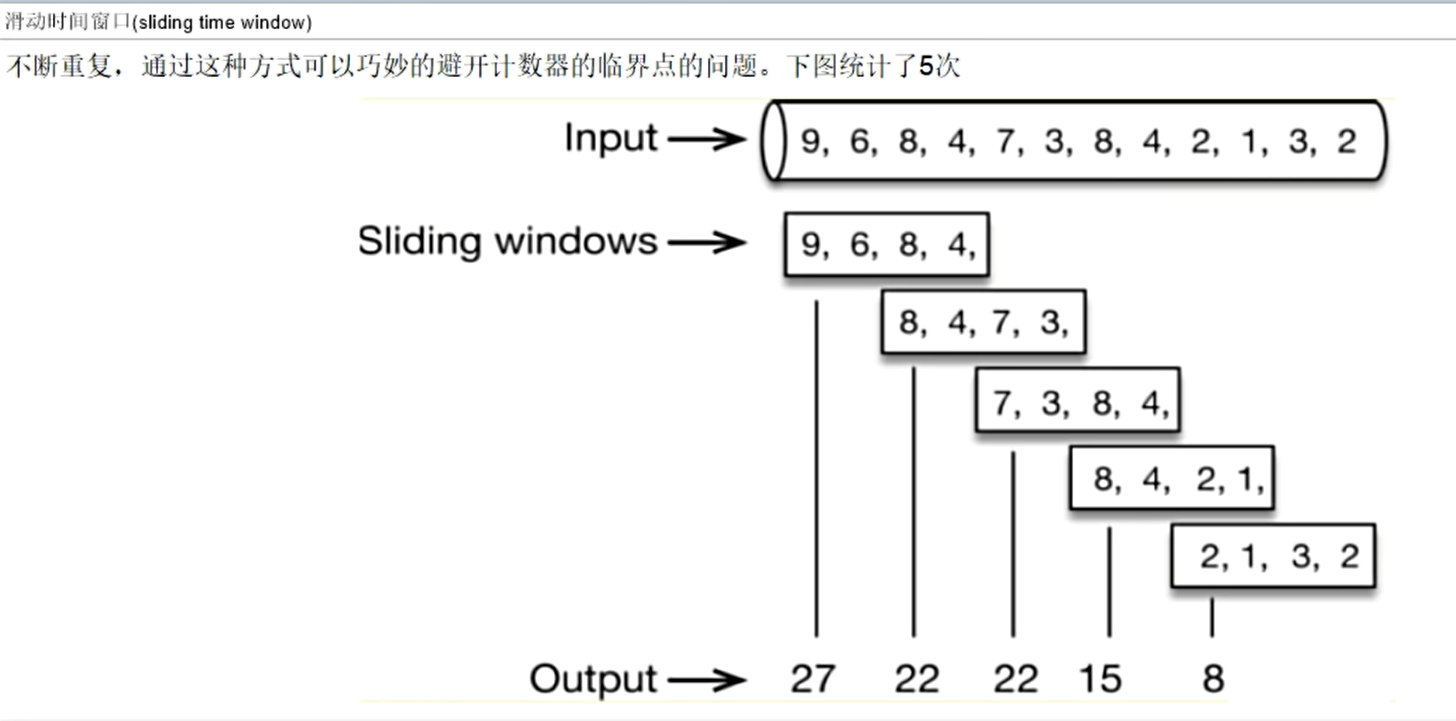 滑动时间窗口(sliding time window)
不断重复，通过这种方式可以巧妙的避开计数器的临界点的问题。下图统计了5次
Input 9, 6, 8, 4, 7, 3, 8, 4, 2, 1, 3, 2
Sliding windows 9, 6, 8, 4,
8, 4, 7, 3,
7, 3, 8, 4,
8, 4, 2, 1,
2, 1, 3, 2
Output 27 22 22 15 8